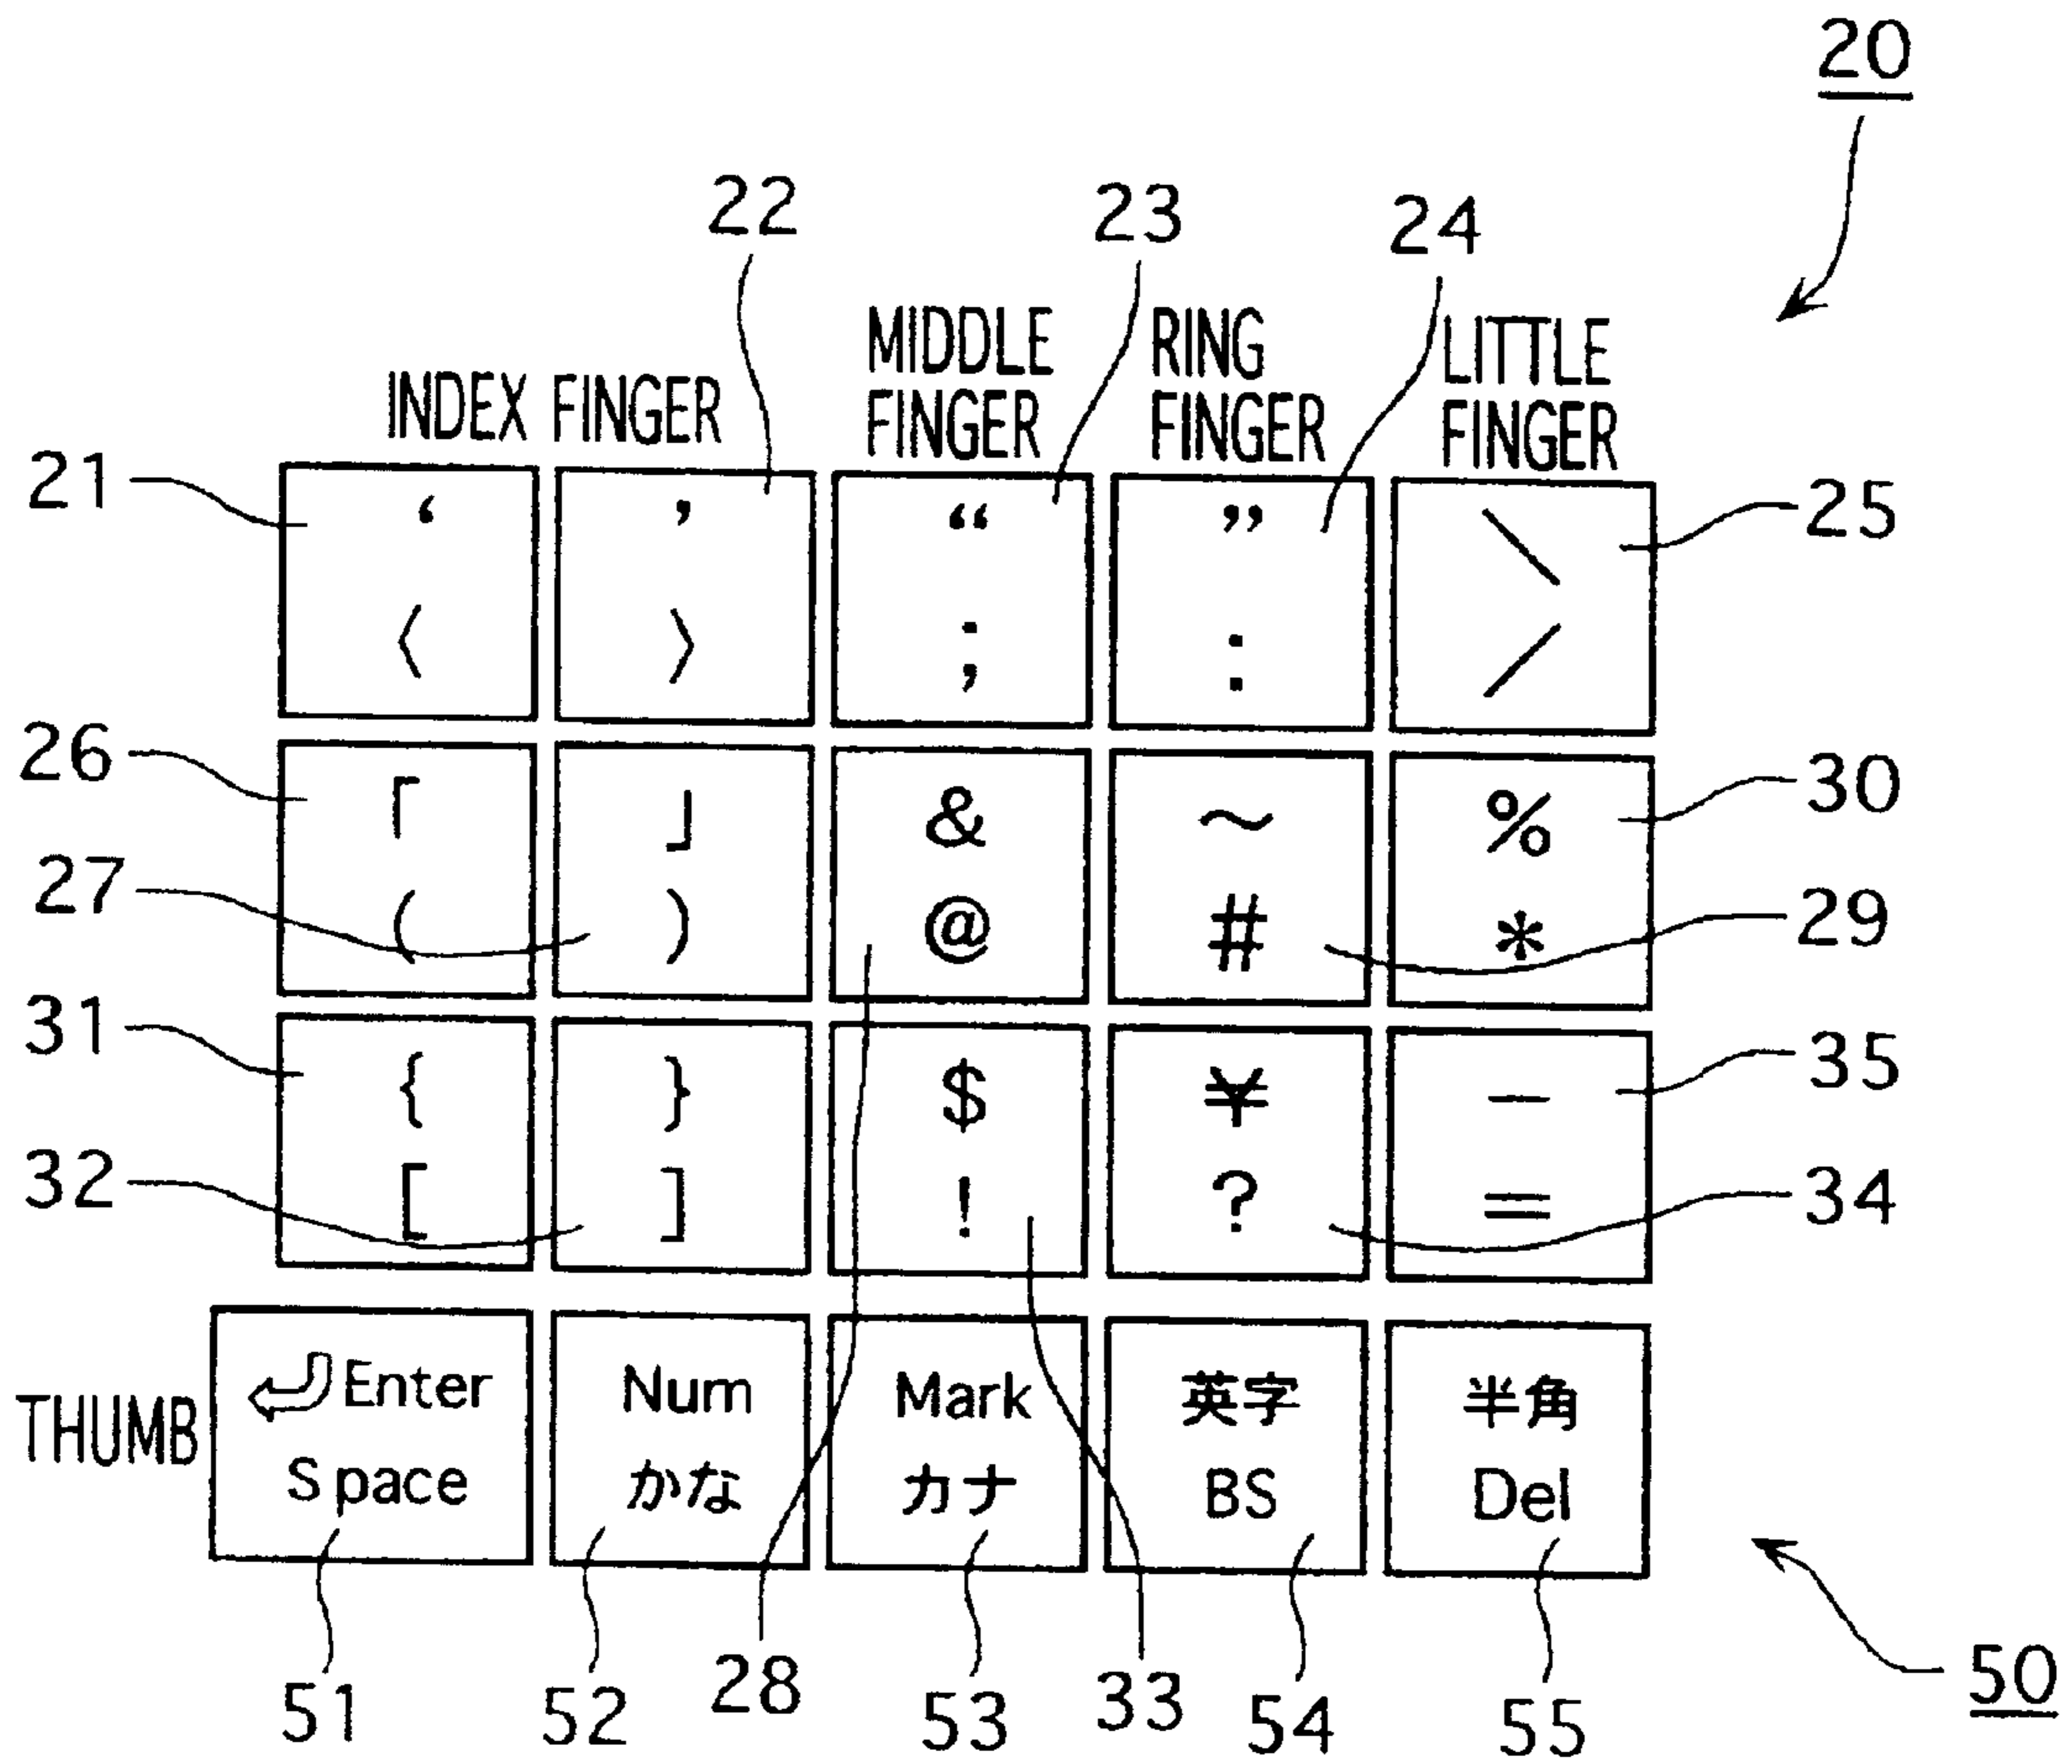 20
22 23 24
MIDDLE RING LITTLE
INDEX FINGER FINGER FINGER FINGER
21 ‘ ’ “ ” \ 25
〈 〉 ; : /
26 「 」 & ~ % 30
27 ( ) @ # * 29
31 { } $ ¥ − 35
32 [ ] ! ? = 34
Enter Num Mark 英字 半角
THUMB
Space かな カナ BS Del
50
51 52 28 53 33 54 55